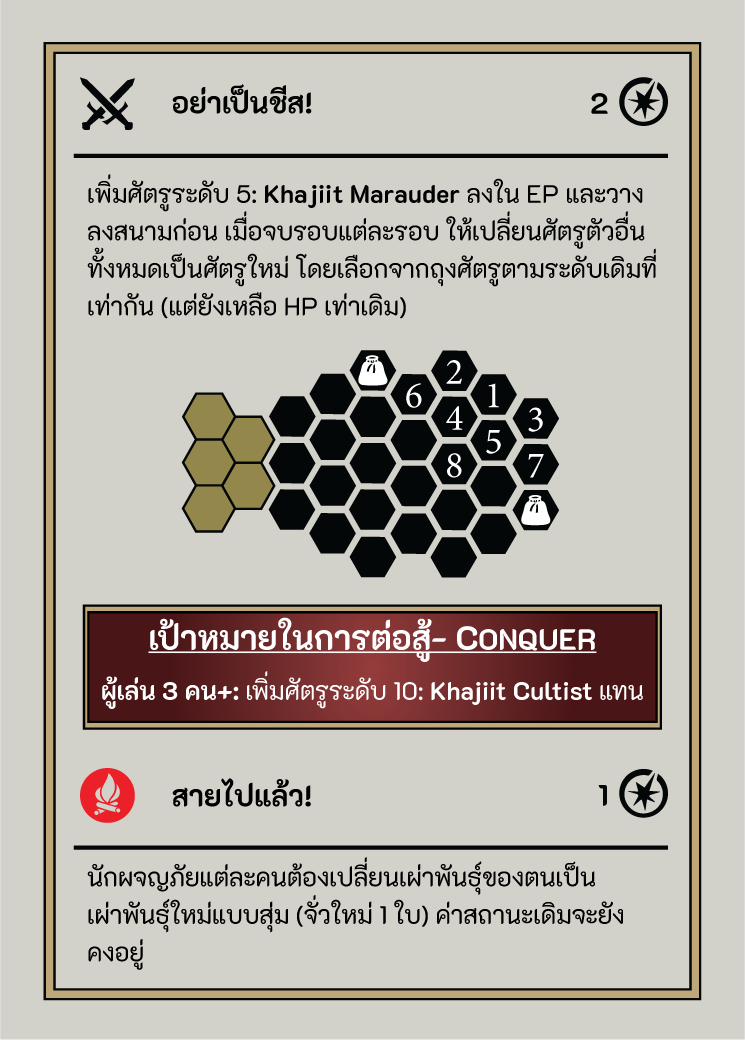 อย่าเป็นชีส! 2
เพิ่มศัตรูระดับ 5: Khajiit Marauder ลงใน EP และวาง
ลงสนามก่อน เมื่อจบรอบแต่ละรอบ ให้เปลี่ยนศัตรูตัวอื่น
ทั้งหมดเป็นศัตรูใหม่ โดยเลือกจากถุงศัตรูตามระดับเดิมที่
เท่ากัน (แต่ยังเหลือ HP เท่าเดิม)
2
6 1
4 3
5
8 7
เป้าหมายในการต่อสู้- CONQUER
ผู้เล่น 3 คน+: เพิ่มศัตรูระดับ 10: Khajiit Cultist แทน
สายไปแล้ว! 1
นักผจญภัยแต่ละคนต้องเปลี่ยนเผ่าพันธุ์ของตนเป็น
เผ่าพันธุ์ใหม่แบบสุ่ม (จั่วใหม่ 1 ใบ) ค่าสถานะเดิมจะยัง
คงอยู่